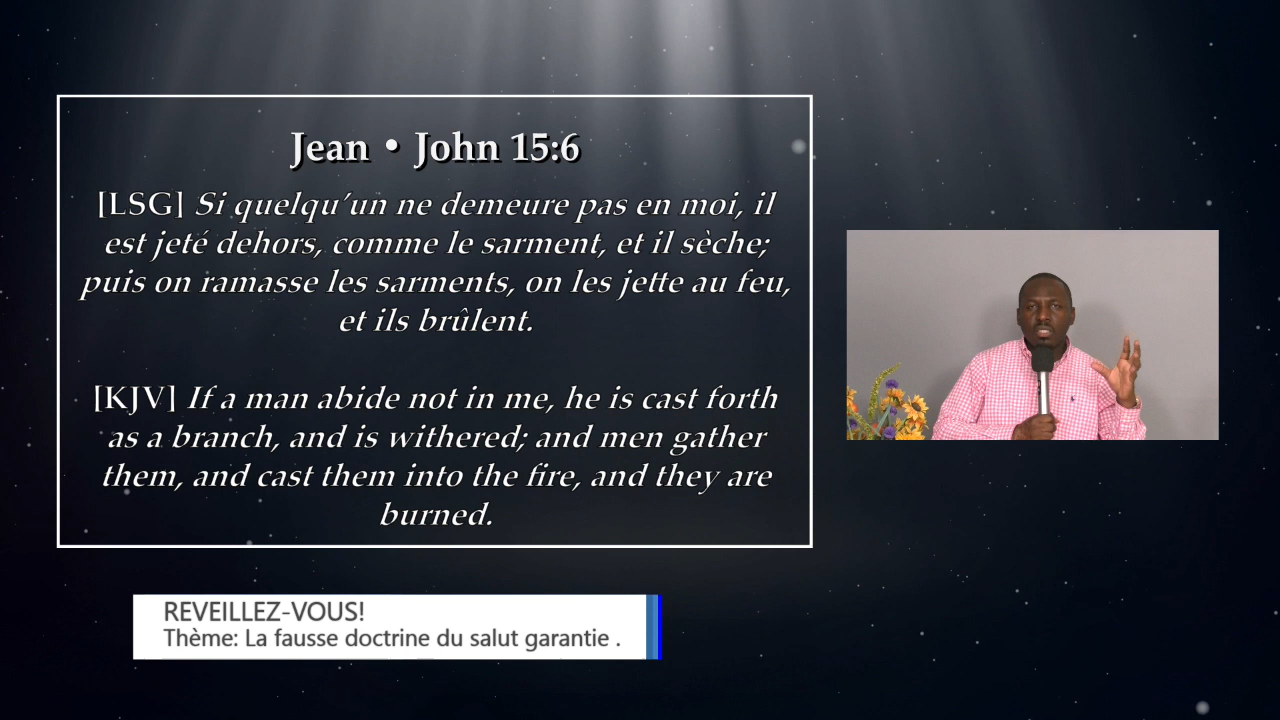 Jean • John 15:6
[LSG] Si quelqu’un ne demeure pas en moi, il
est jeté dehors, comme le sarment, et il sèche;
puis on ramasse les sarments, on les jette au feu,
et ils brûlent.
[KJV] If a man abide not in me, he is cast forth
as a branch, and is withered; and men gather
them, and cast them into the fire, and they are
burned.
REVEILLEZ-VOUS!
Thème: La fausse doctrine du salut garantie .